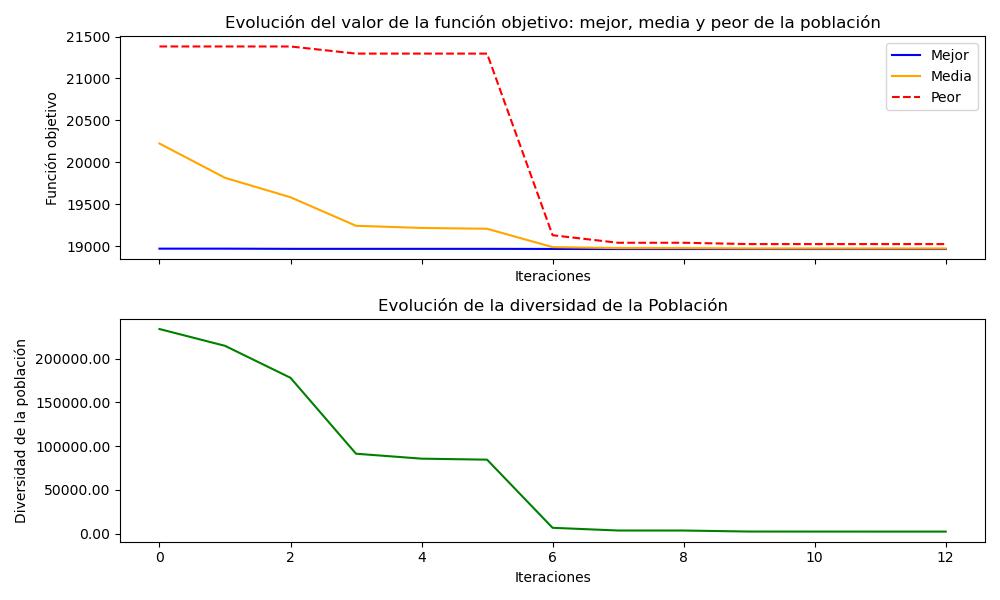 Evolución del valor de la función objetivo: mejor, media y peor de la población
21500
21000
20500
20000
19500
19000
Función objetivo
Mejor
Media
Peor
Iteraciones
Evolución de la diversidad de la Población
200000.00
150000.00
100000.00
50000.00
0.00
Diversidad de la población
0 2 4 6 8 10 12
Iteraciones